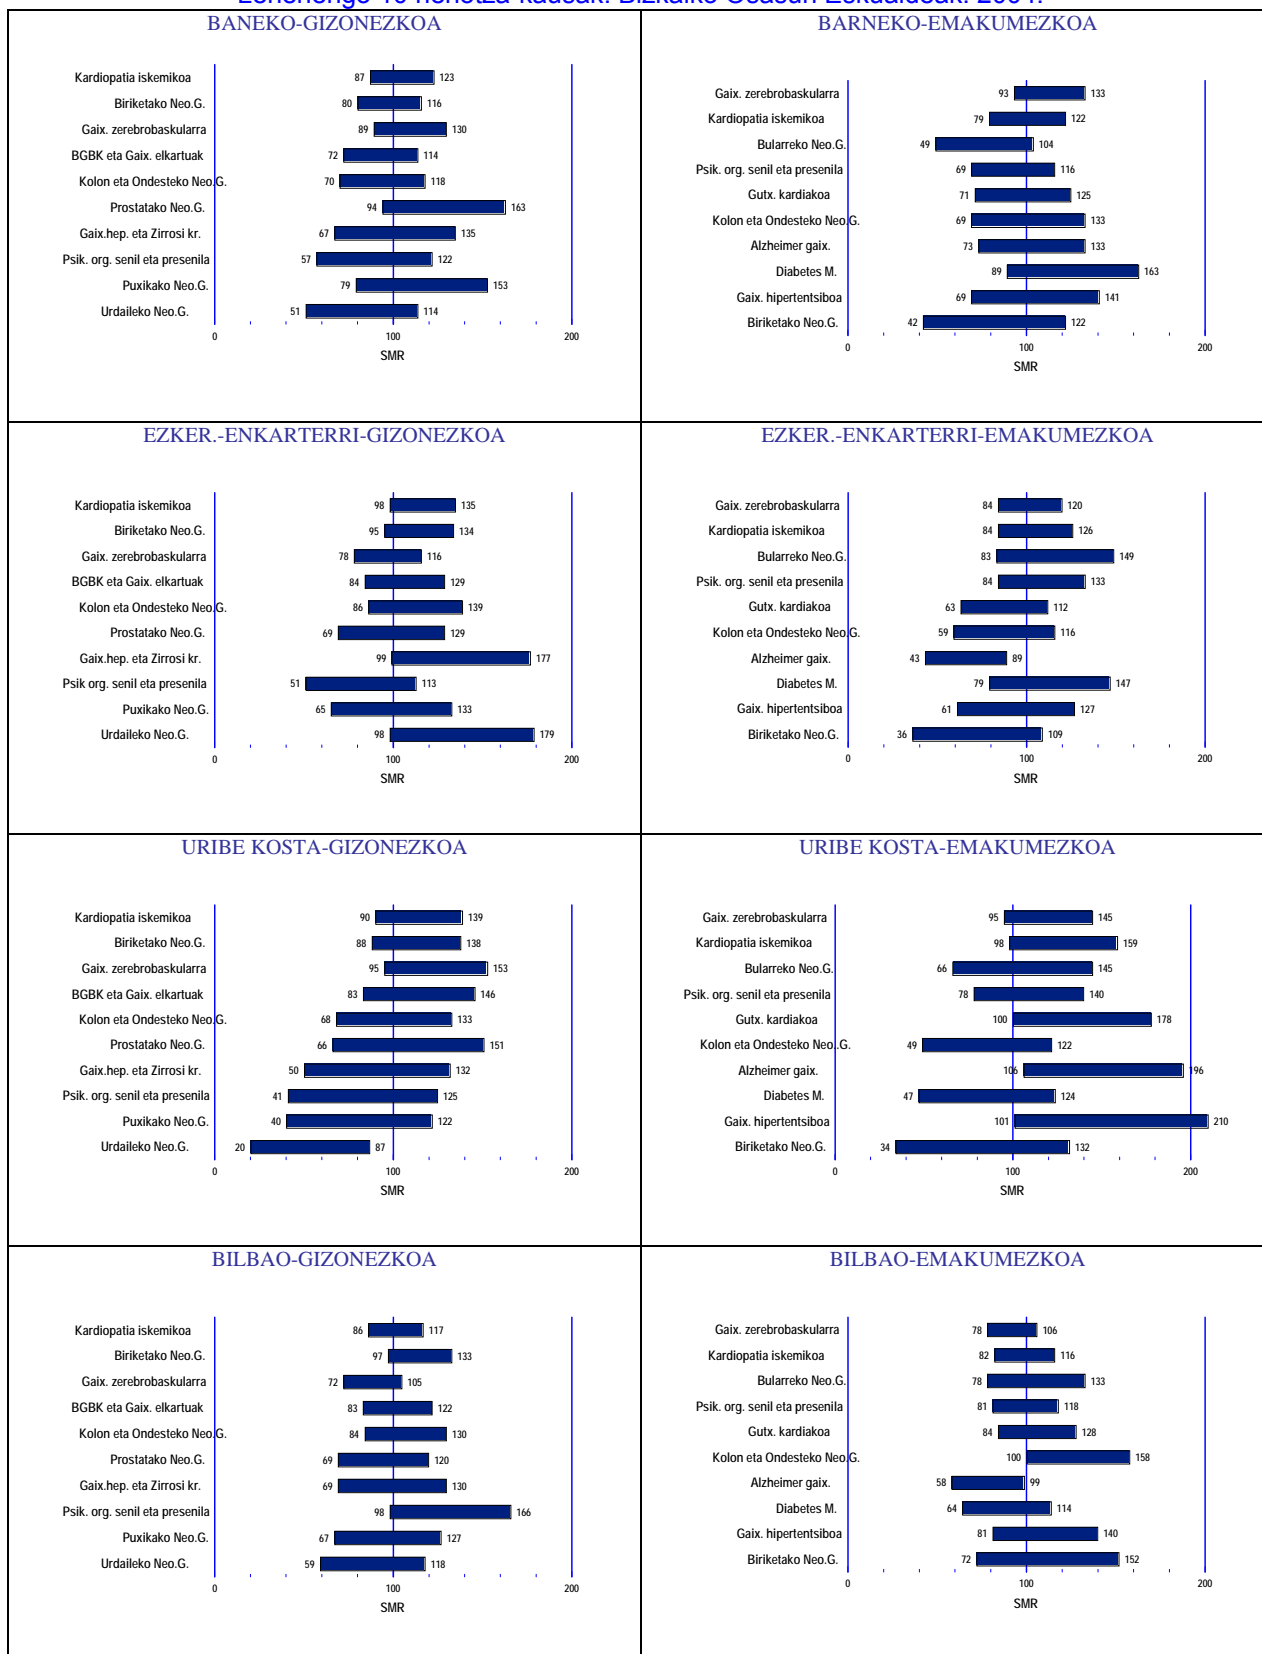 BANEKO-GIZONEZKOA
Kardiopatia iskemikoa 87 123
Biriketako Neo.G. 80 116
Gaix. zerebrobaskularra 89 130
BGBK eta Gaix. elkartuak 72 114
Kolon eta Ondesteko Neo.G. 70 118
Prostatako Neo.G. 94 163
Gaix.hep. eta Zirrosi kr. 67 135
Psik. org. senil eta presenila 57 122
Puxikako Neo.G. 79 153
Urdaileko Neo.G. 51 114
0 100 200
SMR
BARNEKO-EMAKUMEZKOA
Gaix. zerebrobaskularra 93 133
Kardiopatia iskemikoa 79 122
Bularreko Neo.G. 49 104
Psik. org. senil eta presenila 69 116
Gutx. kardiakoa 71 125
Kolon eta Ondesteko Neo.G. 69 133
Alzheimer gaix. 73 133
Diabetes M. 89 163
Gaix. hipertentsiboa 69 141
Biriketako Neo.G. 42 122
0 100 200
SMR
EZKER.-ENKARTERRI-GIZONEZKOA
Kardiopatia iskemikoa 98 135
Biriketako Neo.G. 95 134
Gaix. zerebrobaskularra 78 116
BGBK eta Gaix. elkartuak 84 129
Kolon eta Ondesteko Neo.G. 86 139
Prostatako Neo.G. 69 129
Gaix.hep. eta Zirrosi kr. 99 177
Psik org. senil eta presenila 51 113
Puxikako Neo.G. 65 133
Urdaileko Neo.G. 98 179
0 100 200
SMR
EZKER.-ENKARTERRI-EMAKUMEZKOA
Gaix. zerebrobaskularra 84 120
Kardiopatia iskemikoa 84 126
Bularreko Neo.G. 83 149
Psik. org. senil eta presenila 84 133
Gutx. kardiakoa 63 112
Kolon eta Ondesteko Neo.G. 59 116
Alzheimer gaix. 43 89
Diabetes M. 79 147
Gaix. hipertentsiboa 61 127
Biriketako Neo.G. 36 109
0 100 200
SMR
URIBE KOSTA-GIZONEZKOA
Kardiopatia iskemikoa 90 139
Biriketako Neo.G. 88 138
Gaix. zerebrobaskularra 95 153
BGBK eta Gaix. elkartuak 83 146
Kolon eta Ondesteko Neo.G. 68 133
Prostatako Neo.G. 66 151
Gaix.hep. eta Zirrosi kr. 50 132
Psik. org. senil eta presenila 41 125
Puxikako Neo.G. 40 122
Urdaileko Neo.G. 20 87
0 100 200
SMR
URIBE KOSTA-EMAKUMEZKOA
Gaix. zerebrobaskularra 95 145
Kardiopatia iskemikoa 98 159
Bularreko Neo.G. 66 145
Psik. org. senil eta presenila 78 140
Gutx. kardiakoa 100 178
Kolon eta Ondesteko Neo..G. 49 122
Alzheimer gaix. 106 196
Diabetes M. 47 124
Gaix. hipertentsiboa 101 210
Biriketako Neo.G. 34 132
0 100 200
SMR
BILBAO-GIZONEZKOA
Kardiopatia iskemikoa 86 117
Biriketako Neo.G. 97 133
Gaix. zerebrobaskularra 72 105
BGBK eta Gaix. elkartuak 83 122
Kolon eta Ondesteko Neo.G. 84 130
Prostatako Neo.G. 69 120
Gaix.hep. eta Zirrosi kr. 69 130
Psik. org. senil eta presenila 98 166
Puxikako Neo.G. 67 127
Urdaileko Neo.G. 59 118
0 100 200
SMR
BILBAO-EMAKUMEZKOA
Gaix. zerebrobaskularra 78 106
Kardiopatia iskemikoa 82 116
Bularreko Neo.G. 78 133
Psik. org. senil eta presenila 81 118
Gutx. kardiakoa 84 128
Kolon eta Ondesteko Neo.G. 100 158
Alzheimer gaix. 58 99
Diabetes M. 64 114
Gaix. hipertentsiboa 81 140
Biriketako Neo.G. 72 152
0 100 200
SMR